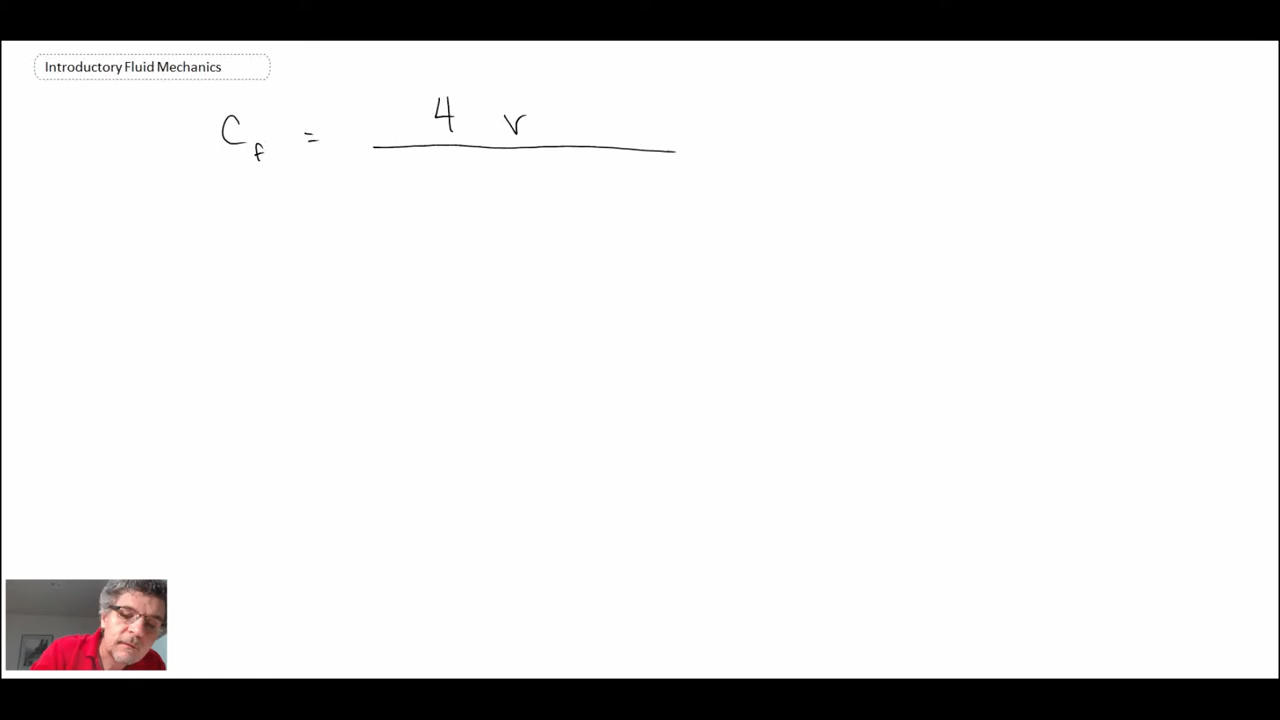 Introductory Fluid Mechanics
C_f = 4 ν